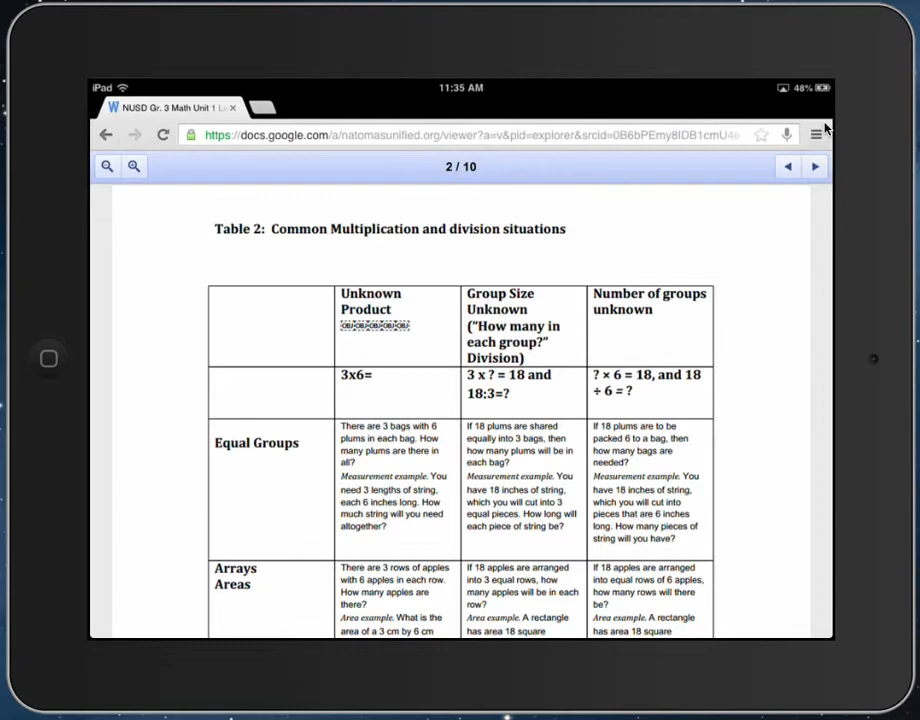 iPad
11:35 AM
48%
NUSD Gr. 3 Math Unit 1 L
https://docs.google.com/a/natomasunified.org/viewer?a=v&pid=explorer&srcid=0B6bPEmy8IDB1cmU4
2 / 10
Table 2:  Common Multiplication and division situations
Unknown
Product
OBJ OBJ OBJ OBJ OBJ
Group Size
Unknown
("How many in
each group?"
Division)
Number of groups
unknown
3x6=
3 x ? = 18 and
18:3=?
? × 6 = 18, and 18
÷ 6 = ?
Equal Groups
There are 3 bags with 6
plums in each bag. How
many plums are there in
all?
Measurement example. You
need 3 lengths of string,
each 6 inches long. How
much string will you need
altogether?
If 18 plums are shared
equally into 3 bags, then
how many plums will be in
each bag?
Measurement example. You
have 18 inches of string,
which you will cut into 3
equal pieces. How long will
each piece of string be?
If 18 plums are to be
packed 6 to a bag, then
how many bags are
needed?
Measurement example. You
have 18 inches of string,
which you will cut into
pieces that are 6 inches
long. How many pieces of
string will you have?
Arrays
Areas
There are 3 rows of apples
with 6 apples in each row.
How many apples are
there?
Area example. What is the
area of a 3 cm by 6 cm
If 18 apples are arranged
into 3 equal rows, how
many apples will be in each
row?
Area example. A rectangle
has area 18 square
If 18 apples are arranged
into equal rows of 6 apples,
how many rows will there
be?
Area example. A rectangle
has area 18 square